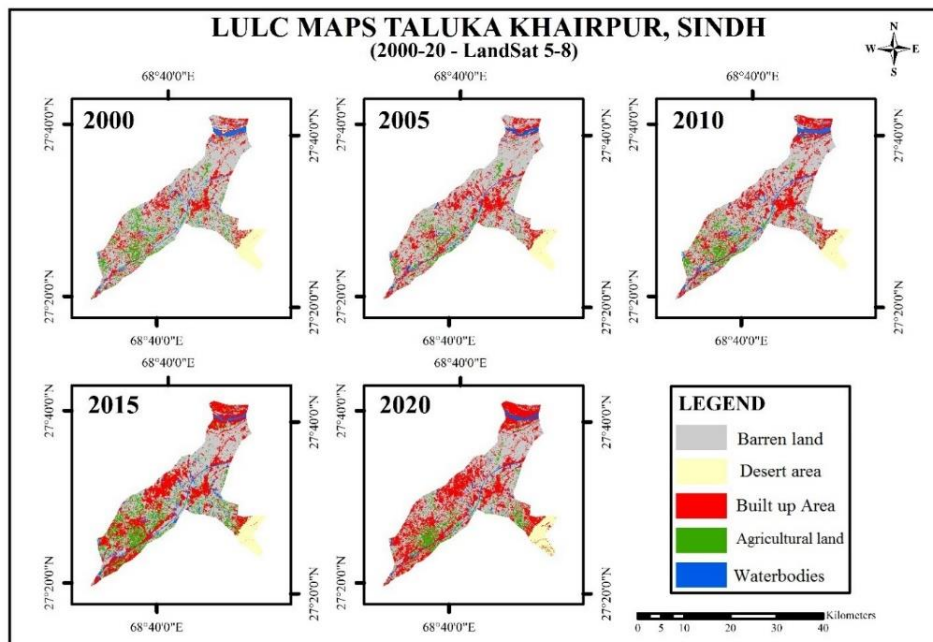 LULC MAPS TALUKA KHAIRPUR, SINDH
(2000-20 - LandSat 5-8)
N
W E
S
68°40'0"E 68°40'0"E 68°40'0"E
2000 2005 2010
27°40'0"N 27°40'0"N 27°40'0"N 27°40'0"N 27°40'0"N 27°40'0"N
27°20'0"N 27°20'0"N 27°20'0"N 27°20'0"N 27°20'0"N 27°20'0"N
68°40'0"E 68°40'0"E 68°40'0"E
68°40'0"E 68°40'0"E
2015 2020
27°40'0"N 27°40'0"N 27°40'0"N 27°40'0"N
27°20'0"N 27°20'0"N 27°20'0"N 27°20'0"N
68°40'0"E 68°40'0"E
LEGEND
Barren land
Desert area
Built up Area
Agricultural land
Waterbodies
Kilometers
0 5 10 20 30 40